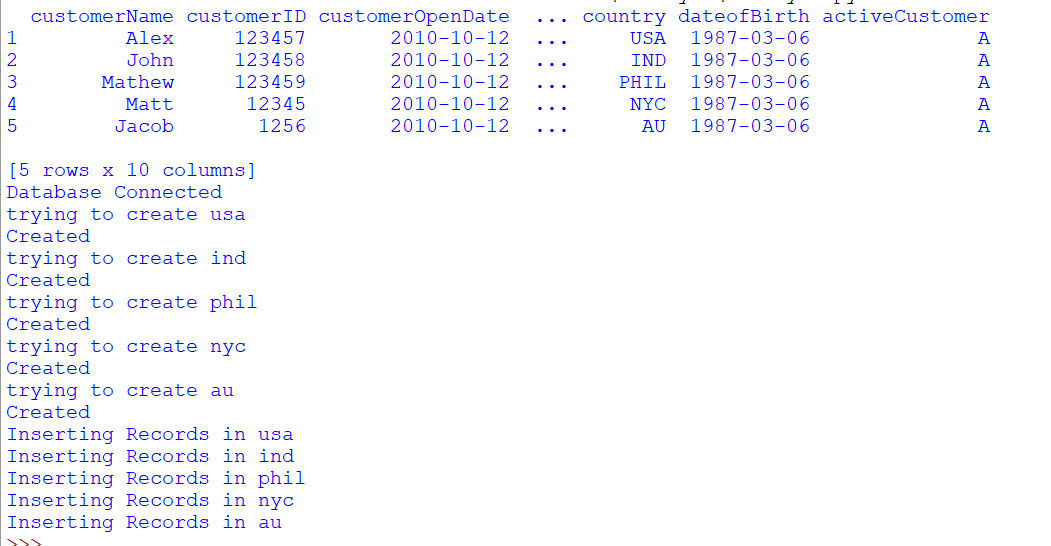 customerName customerID customerOpenDate ... country dateofBirth activeCustomer
1 Alex 123457 2010-10-12 ... USA 1987-03-06 A
2 John 123458 2010-10-12 ... IND 1987-03-06 A
3 Mathew 123459 2010-10-12 ... PHIL 1987-03-06 A
4 Matt 12345 2010-10-12 ... NYC 1987-03-06 A
5 Jacob 1256 2010-10-12 ... AU 1987-03-06 A
[5 rows x 10 columns]
Database Connected
trying to create usa
Created
trying to create ind
Created
trying to create phil
Created
trying to create nyc
Created
trying to create au
Created
Inserting Records in usa
Inserting Records in ind
Inserting Records in phil
Inserting Records in nyc
Inserting Records in au
>>>